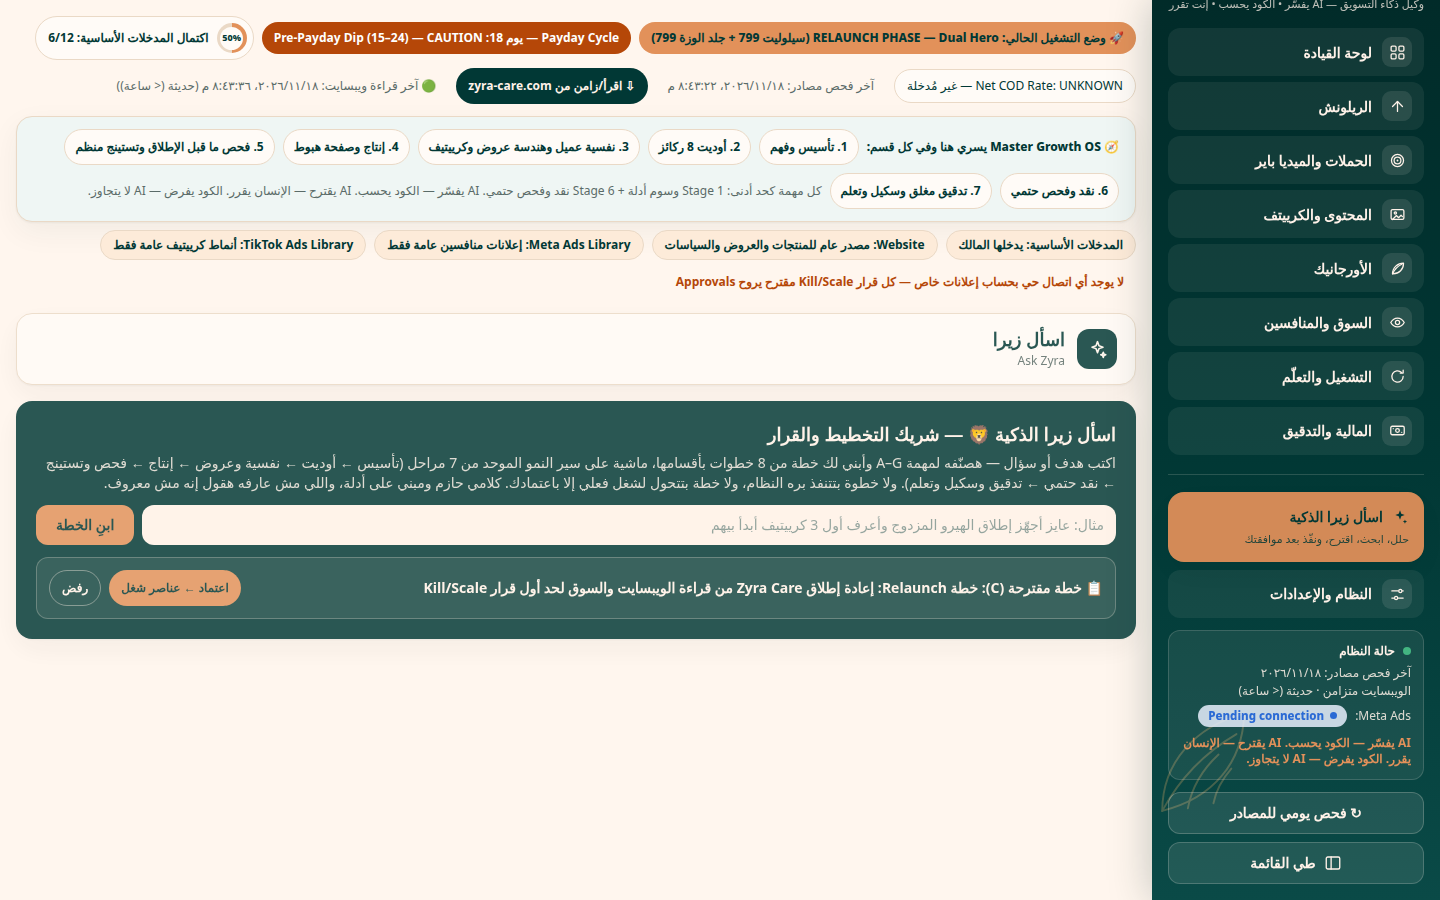 وكيل ذكاء التسويق — AI يفسّر • الكود يحسب • إنت تقرر
لوحة القيادة
الريلونش
الحملات والميديا باير
المحتوى والكرييتف
الأورجانيك
السوق والمنافسين
التشغيل والتعلّم
المالية والتدقيق
اسأل زيرا الذكية
حلل، ابحث، اقترح، ونفّذ بعد موافقتك
النظام والإعدادات
حالة النظام
آخر فحص مصادر: ٢٠٢٦/١١/١٨
الويبسايت متزامن · حديثة (< ساعة)
Meta Ads: Pending connection
AI يفسّر — الكود يحسب. AI يقترح — الإنسان
يقرر. الكود يفرض — AI لا يتجاوز.
↻ فحص يومي للمصادر
طي القائمة
🚀 وضع التشغيل الحالي: RELAUNCH PHASE — Dual Hero (سيلوليت 799 + جلد الوزة 799)
Payday Cycle — يوم 18: Pre-Payday Dip (15–24) — CAUTION
50%
اكتمال المدخلات الأساسية: 6/12
Net COD Rate: UNKNOWN — غير مُدخلة
آخر فحص مصادر: ٢٠٢٦/١١/١٨، ٨:٤٣:٢٢ م
⇩ اقرأ/زامن من zyra-care.com
🟢 آخر قراءة ويبسايت: ٢٠٢٦/١١/١٨، ٨:٤٣:٣٦ م (حديثة (< ساعة))
🧭 Master Growth OS يسري هنا وفي كل قسم:
1. تأسيس وفهم
2. أوديت 8 ركائز
3. نفسية عميل وهندسة عروض وكرييتيف
4. إنتاج وصفحة هبوط
5. فحص ما قبل الإطلاق وتستينج منظم
6. نقد وفحص حتمي
7. تدقيق مغلق وسكيل وتعلم
كل مهمة كحد أدنى: Stage 1 وسوم أدلة + Stage 6 نقد وفحص حتمي. AI يفسّر — الكود يحسب. AI يقترح — الإنسان يقرر. الكود يفرض — AI لا يتجاوز.
المدخلات الأساسية: يدخلها المالك
Website: مصدر عام للمنتجات والعروض والسياسات
Meta Ads Library: إعلانات منافسين عامة فقط
TikTok Ads Library: أنماط كرييتيف عامة فقط
لا يوجد أي اتصال حي بحساب إعلانات خاص — كل قرار Kill/Scale مقترح يروح Approvals
اسأل زيرا
Ask Zyra
اسأل زيرا الذكية 🦁 — شريك التخطيط والقرار
اكتب هدف أو سؤال — هصنّفه لمهمة A–G وأبني لك خطة من 8 خطوات بأقسامها، ماشية على سير النمو الموحد من 7 مراحل (تأسيس ← أوديت ← نفسية وعروض ← إنتاج ← فحص وتستينج
← نقد حتمي ← تدقيق وسكيل وتعلم). ولا خطوة بتتنفذ بره النظام، ولا خطة بتتحول لشغل فعلي إلا باعتمادك. كلامي حازم ومبني على أدلة، واللي مش عارفه هقول إنه مش معروف.
مثال: عايز أجهّز إطلاق الهيرو المزدوج وأعرف أول 3 كرييتيف أبدأ بيهم
ابنِ الخطة
📋 خطة مقترحة (C): خطة Relaunch: إعادة إطلاق Zyra Care من قراءة الويبسايت والسوق لحد أول قرار Kill/Scale
اعتماد ← عناصر شغل
رفض